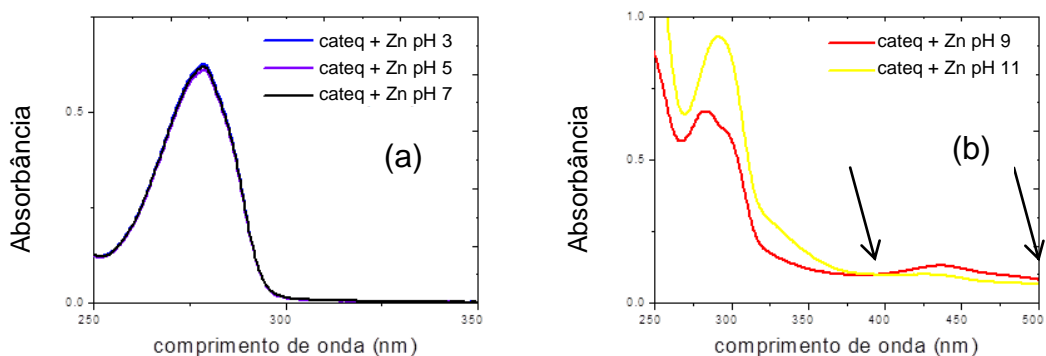 cateq + Zn pH 3
cateq + Zn pH 5
cateq + Zn pH 7
0.5
0.0
250
300
350
(a)
Absorbância
comprimento de onda (nm)
cateq + Zn pH 9
cateq + Zn pH 11
1.0
0.5
0.0
250
300
350
400
450
500
(b)
Absorbância
comprimento de onda (nm)